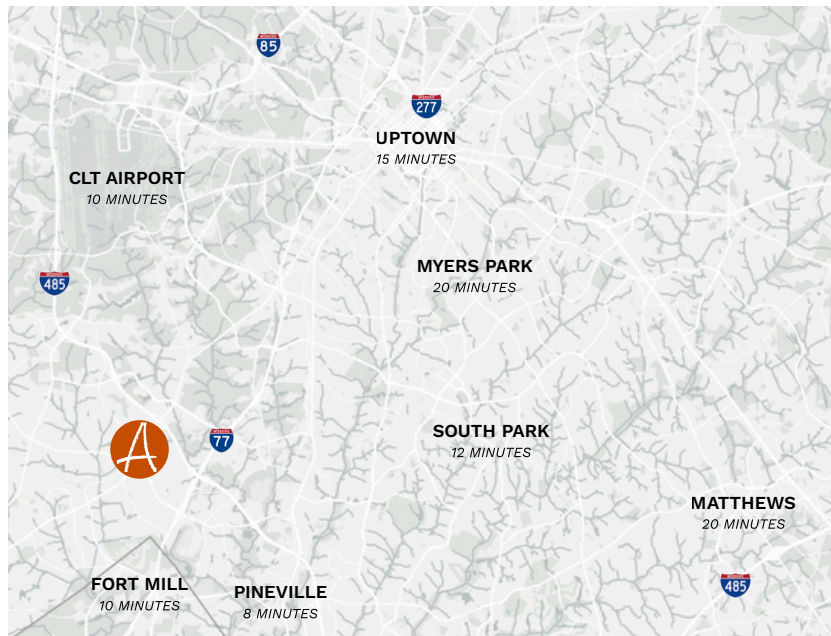 85
277
UPTOWN
15 MINUTES
CLT AIRPORT
10 MINUTES
MYERS PARK
20 MINUTES
485
SOUTH PARK
12 MINUTES
77
A
MATTHEWS
20 MINUTES
485
FORT MILL
10 MINUTES
PINEVILLE
8 MINUTES